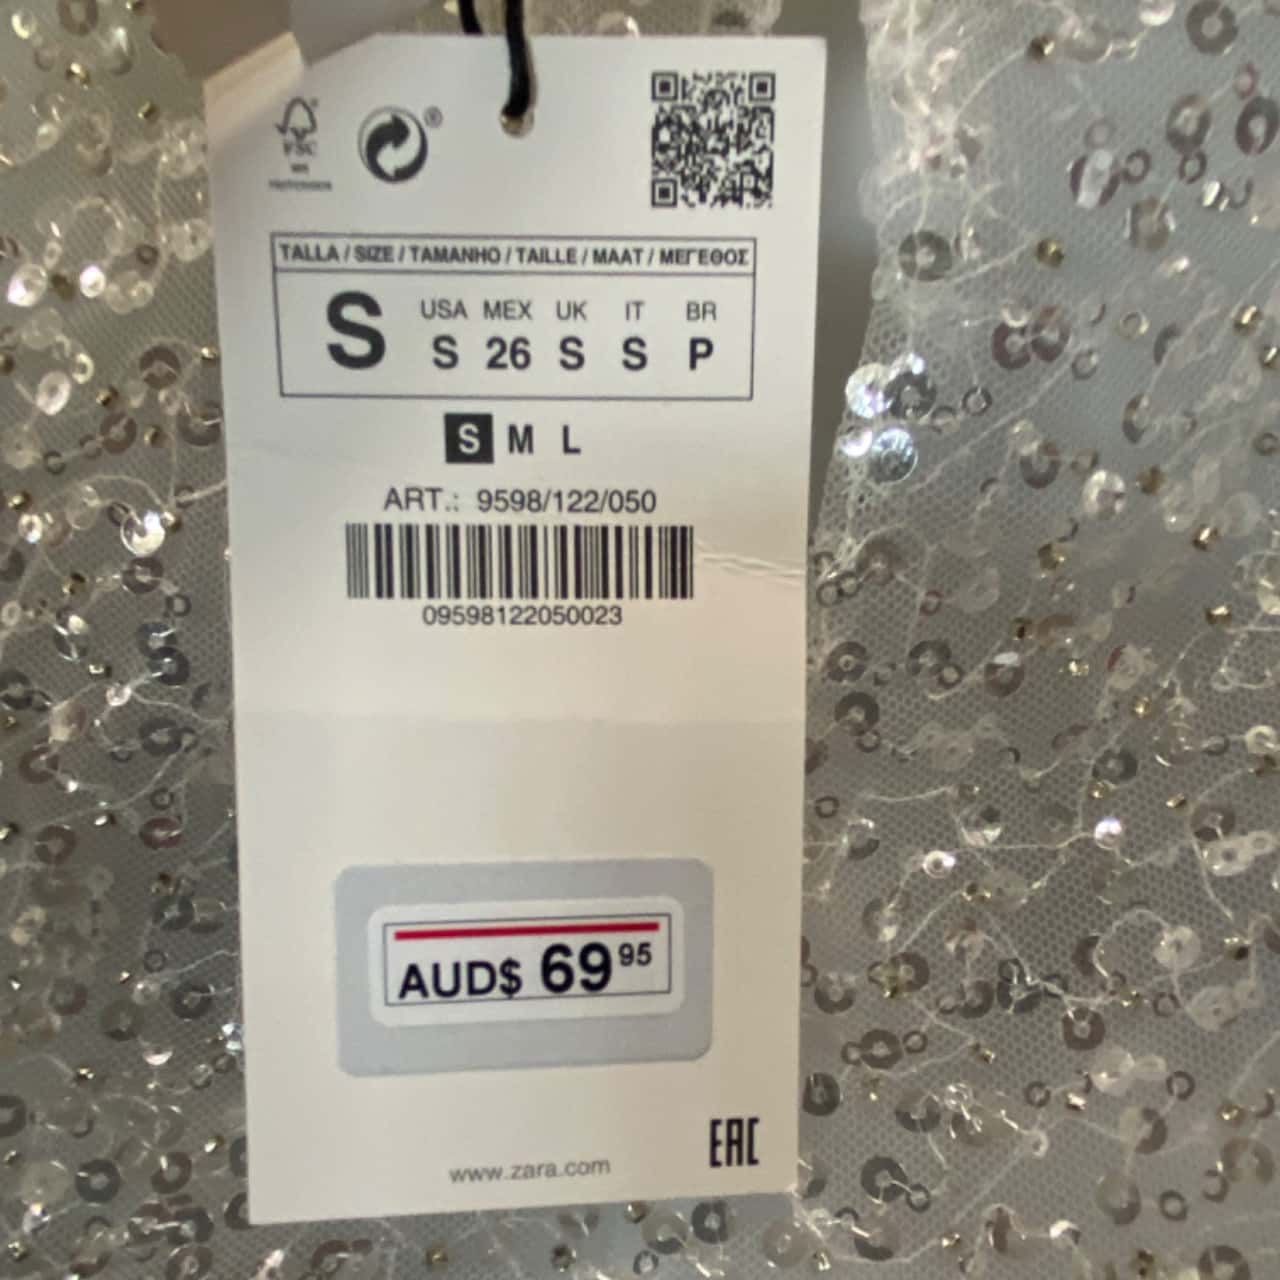 FSC
®
TALLA / SIZE / TAMANHO / TAILLE / MAAT / ΜΕΓΕΘΟΣ
S
USA MEX UK IT BR
S 26 S S P
S M L
ART.: 9598/122/050
09598122050023
AUD$ 69 95
www.zara.com
EAC